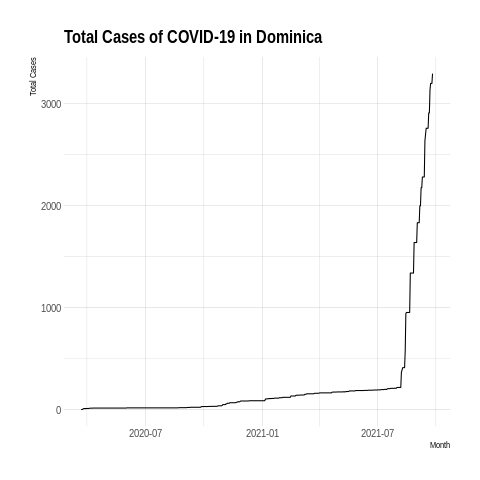 Total Cases of COVID-19 in Dominica
Total Cases
3000
2000
1000
0
2020-07 2021-01 2021-07
Month